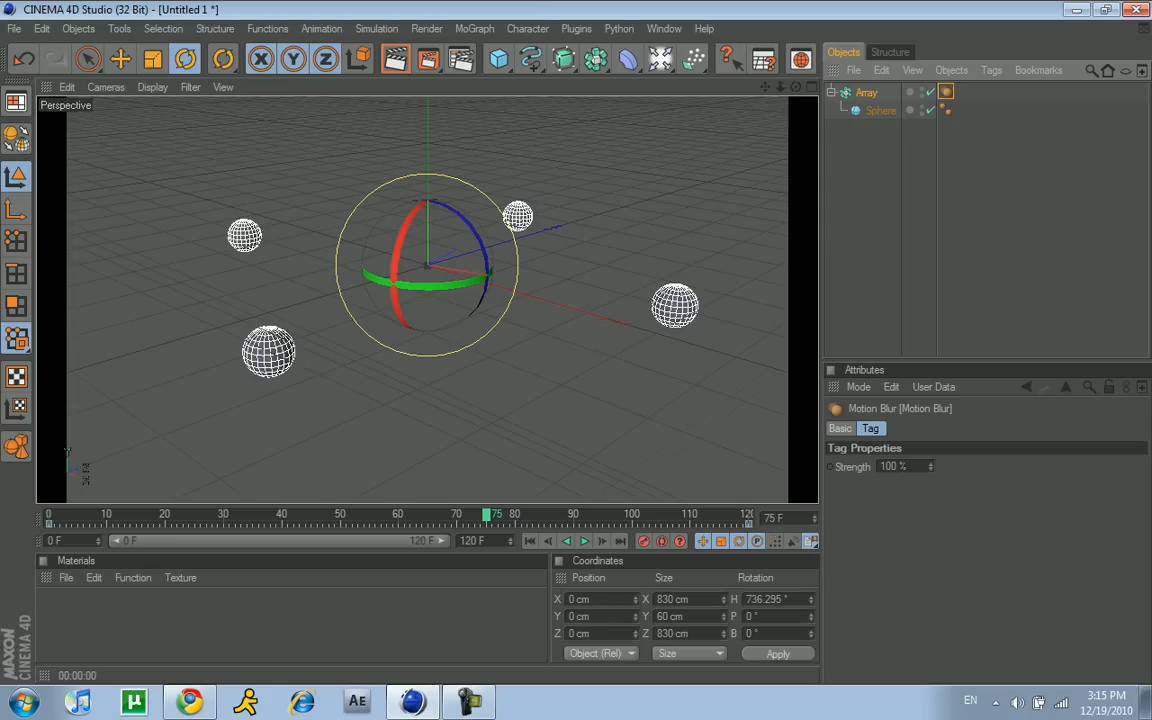 CINEMA 4D Studio (32 Bit) - [Untitled 1 *]
File Edit Objects Tools Selection Structure Functions Animation Simulation Render MoGraph Character Plugins Python Window Help
Objects Structure
File Edit View Objects Tags Bookmarks
Array
Sphere
Edit Cameras Display Filter View
Perspective
Attributes
Mode Edit User Data
Motion Blur [Motion Blur]
Basic Tag
Tag Properties
Strength 100 %
0 10 20 30 40 50 60 70 75 80 90 100 110 120 75 F
0 F 0 F 120 F 120 F
Materials
File Edit Function Texture
Coordinates
Position Size Rotation
X 0 cm X 830 cm H 736.295 °
Y 0 cm Y 60 cm P 0 °
Z 0 cm Z 830 cm B 0 °
Object (Rel) Size Apply
MAXON
CINEMA 4D
00:00:00
Ae
EN
3:15 PM
12/19/2010